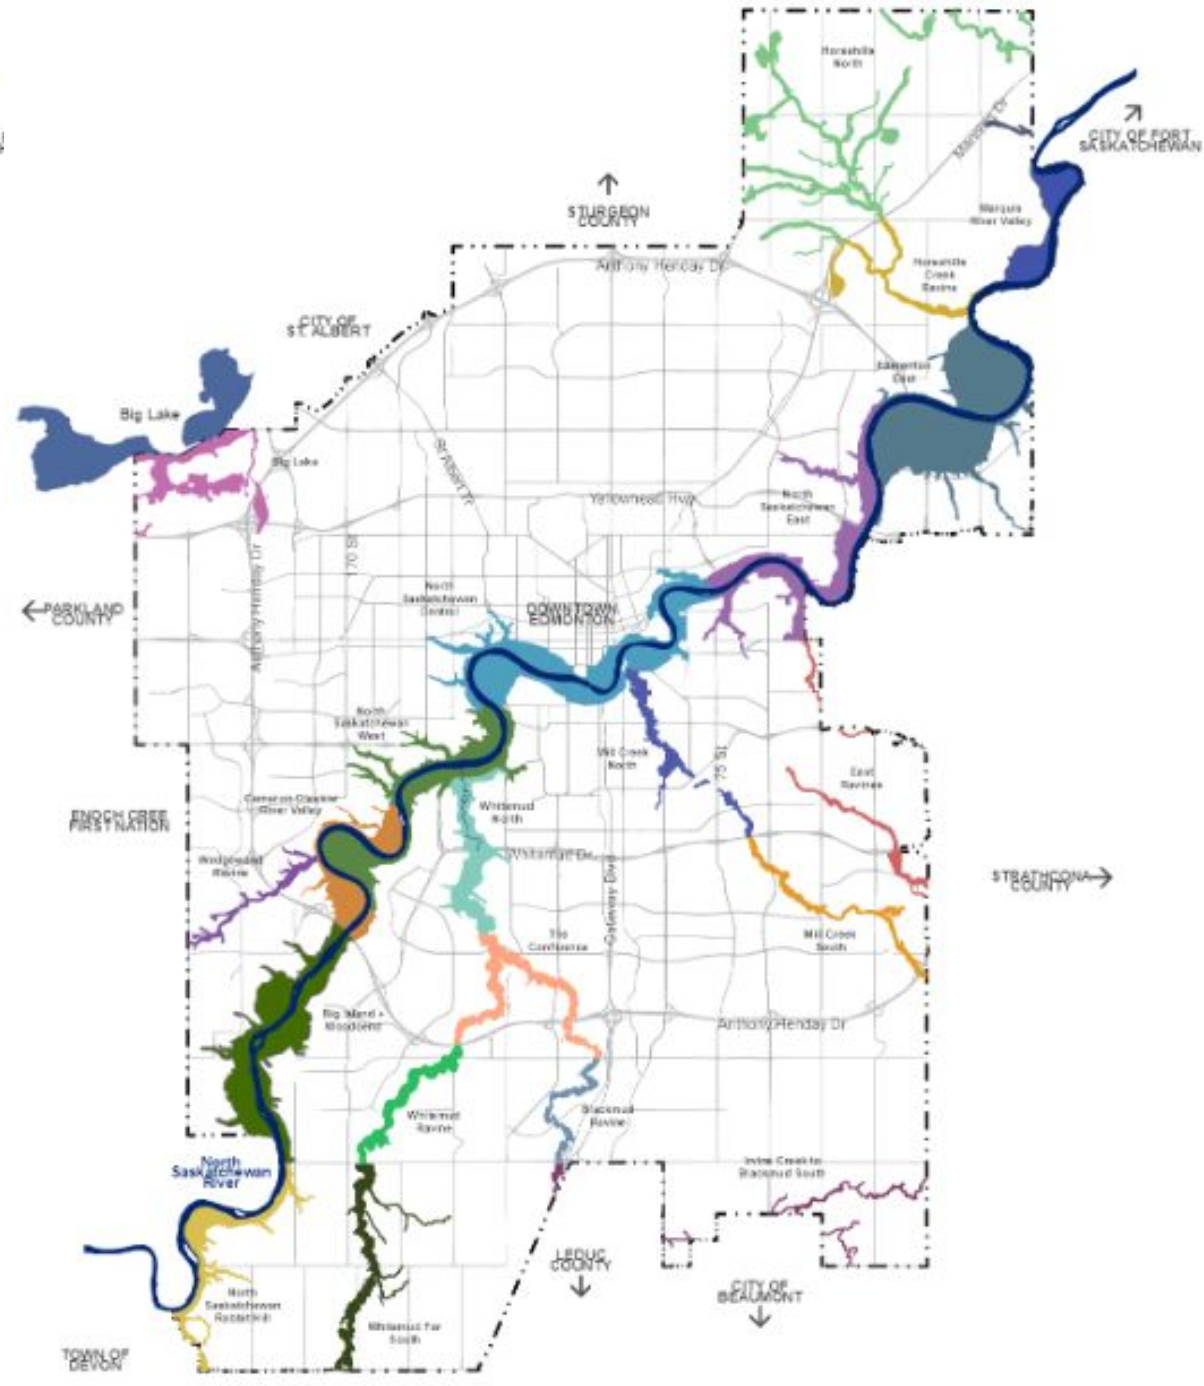 Horsehills
North
Manning Dr
CITY OF FORT
SASKATCHEWAN
STURGEON
COUNTY
Marquis
River Valley
Anthony Henday Dr
Horsehills
Creek
Ravine
CITY OF
ST. ALBERT
Edmonton
East
Big Lake
St Albert Tr
Big Lake
Yellowhead Hwy
North
Saskatchewan
East
170 St
Anthony Henday Dr
North
Saskatchewan
Central
DOWNTOWN
EDMONTON
PARKLAND
COUNTY
North
Saskatchewan
West
Mill Creek
North
75 St
East
Ravines
Cameron Oleskiw
River Valley
Whitemud
North
ENOCH CREE
FIRST NATION
Whitemud Dr
Wedgewood
Ravine
STRATHCONA
COUNTY
Gateway Blvd
The
Confluence
Mill Creek
South
Big Island -
Woodbend
Anthony Henday Dr
Whitemud
Ravine
Blackmud
Ravine
North
Saskatchewan
River
Irvine Creek to
Blackmud South
LEDUC
COUNTY
CITY OF
BEAUMONT
North
Saskatchewan
Rabbit Hill
Whitemud Far
South
TOWN OF
DEVON